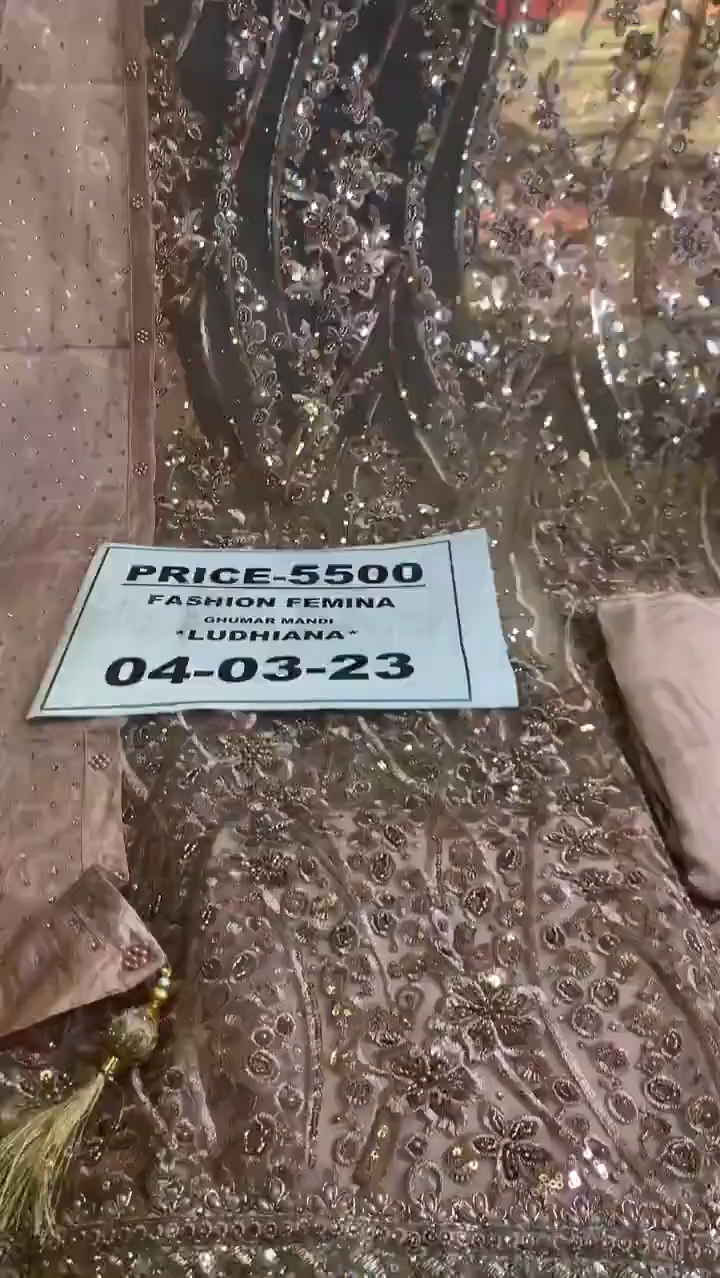 PRICE-5500
FASHION FEMINA
GHUMAR MANDI
*LUDHIANA*
04-03-23